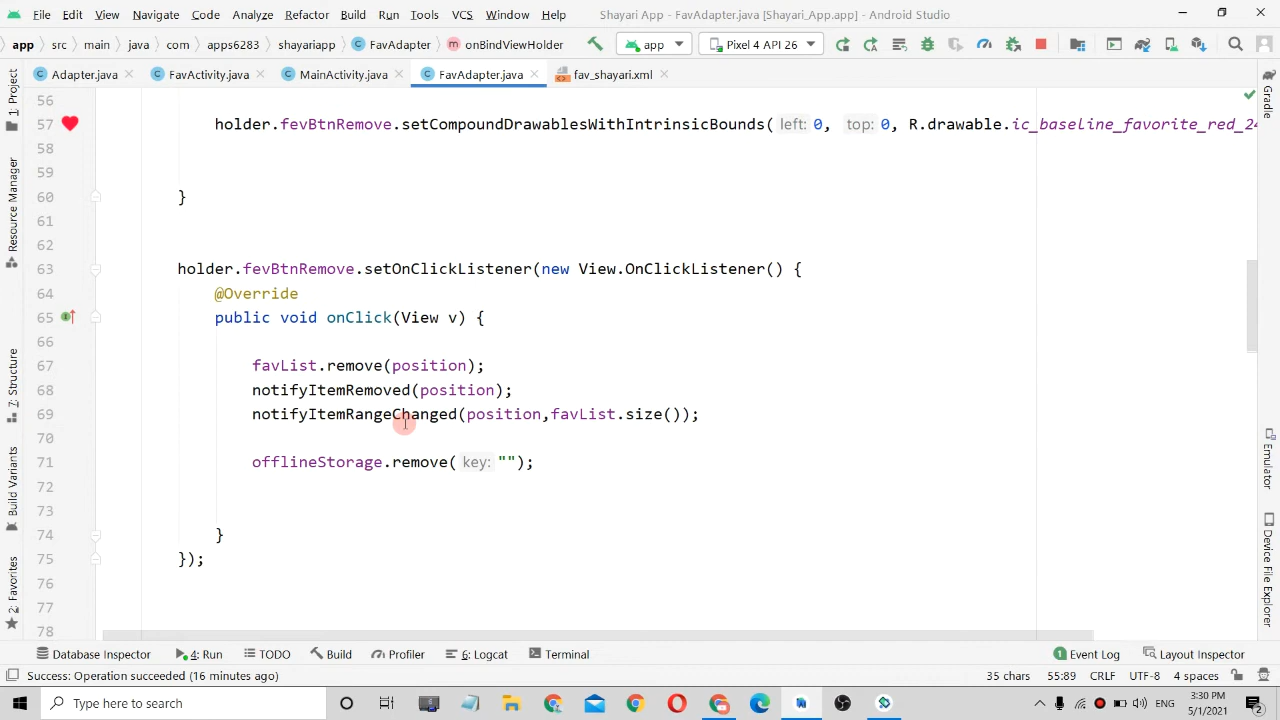 File Edit View Navigate Code Analyze Refactor Build Run Tools VCS Window Help Shayari App - FavAdapter.java [Shayari_App.app] - Android Studio
app src main java com apps6283 shayariapp FavAdapter onBindViewHolder app Pixel 4 API 26
Adapter.java FavActivity.java MainActivity.java FavAdapter.java fav_shayari.xml
1: Project
Resource Manager
7: Structure
Build Variants
2: Favorites
56
57 holder.fevBtnRemove.setCompoundDrawablesWithIntrinsicBounds( left: 0, top: 0, R.drawable.ic_baseline_favorite_red_24
58
59
60 }
61
62
63 holder.fevBtnRemove.setOnClickListener(new View.OnClickListener() {
64 @Override
65 public void onClick(View v) {
66
67 favList.remove(position);
68 notifyItemRemoved(position);
69 notifyItemRangeChanged(position,favList.size());
70
71 offlineStorage.remove( key: "");
72
73
74 }
75 });
76
77
78
Gradle
Emulator
Device File Explorer
Database Inspector 4: Run TODO Build Profiler 6: Logcat Terminal 1 Event Log Layout Inspector
Success: Operation succeeded (16 minutes ago) 35 chars 55:89 CRLF UTF-8 4 spaces
Type here to search ENG 3:30 PM
5/1/2021 2